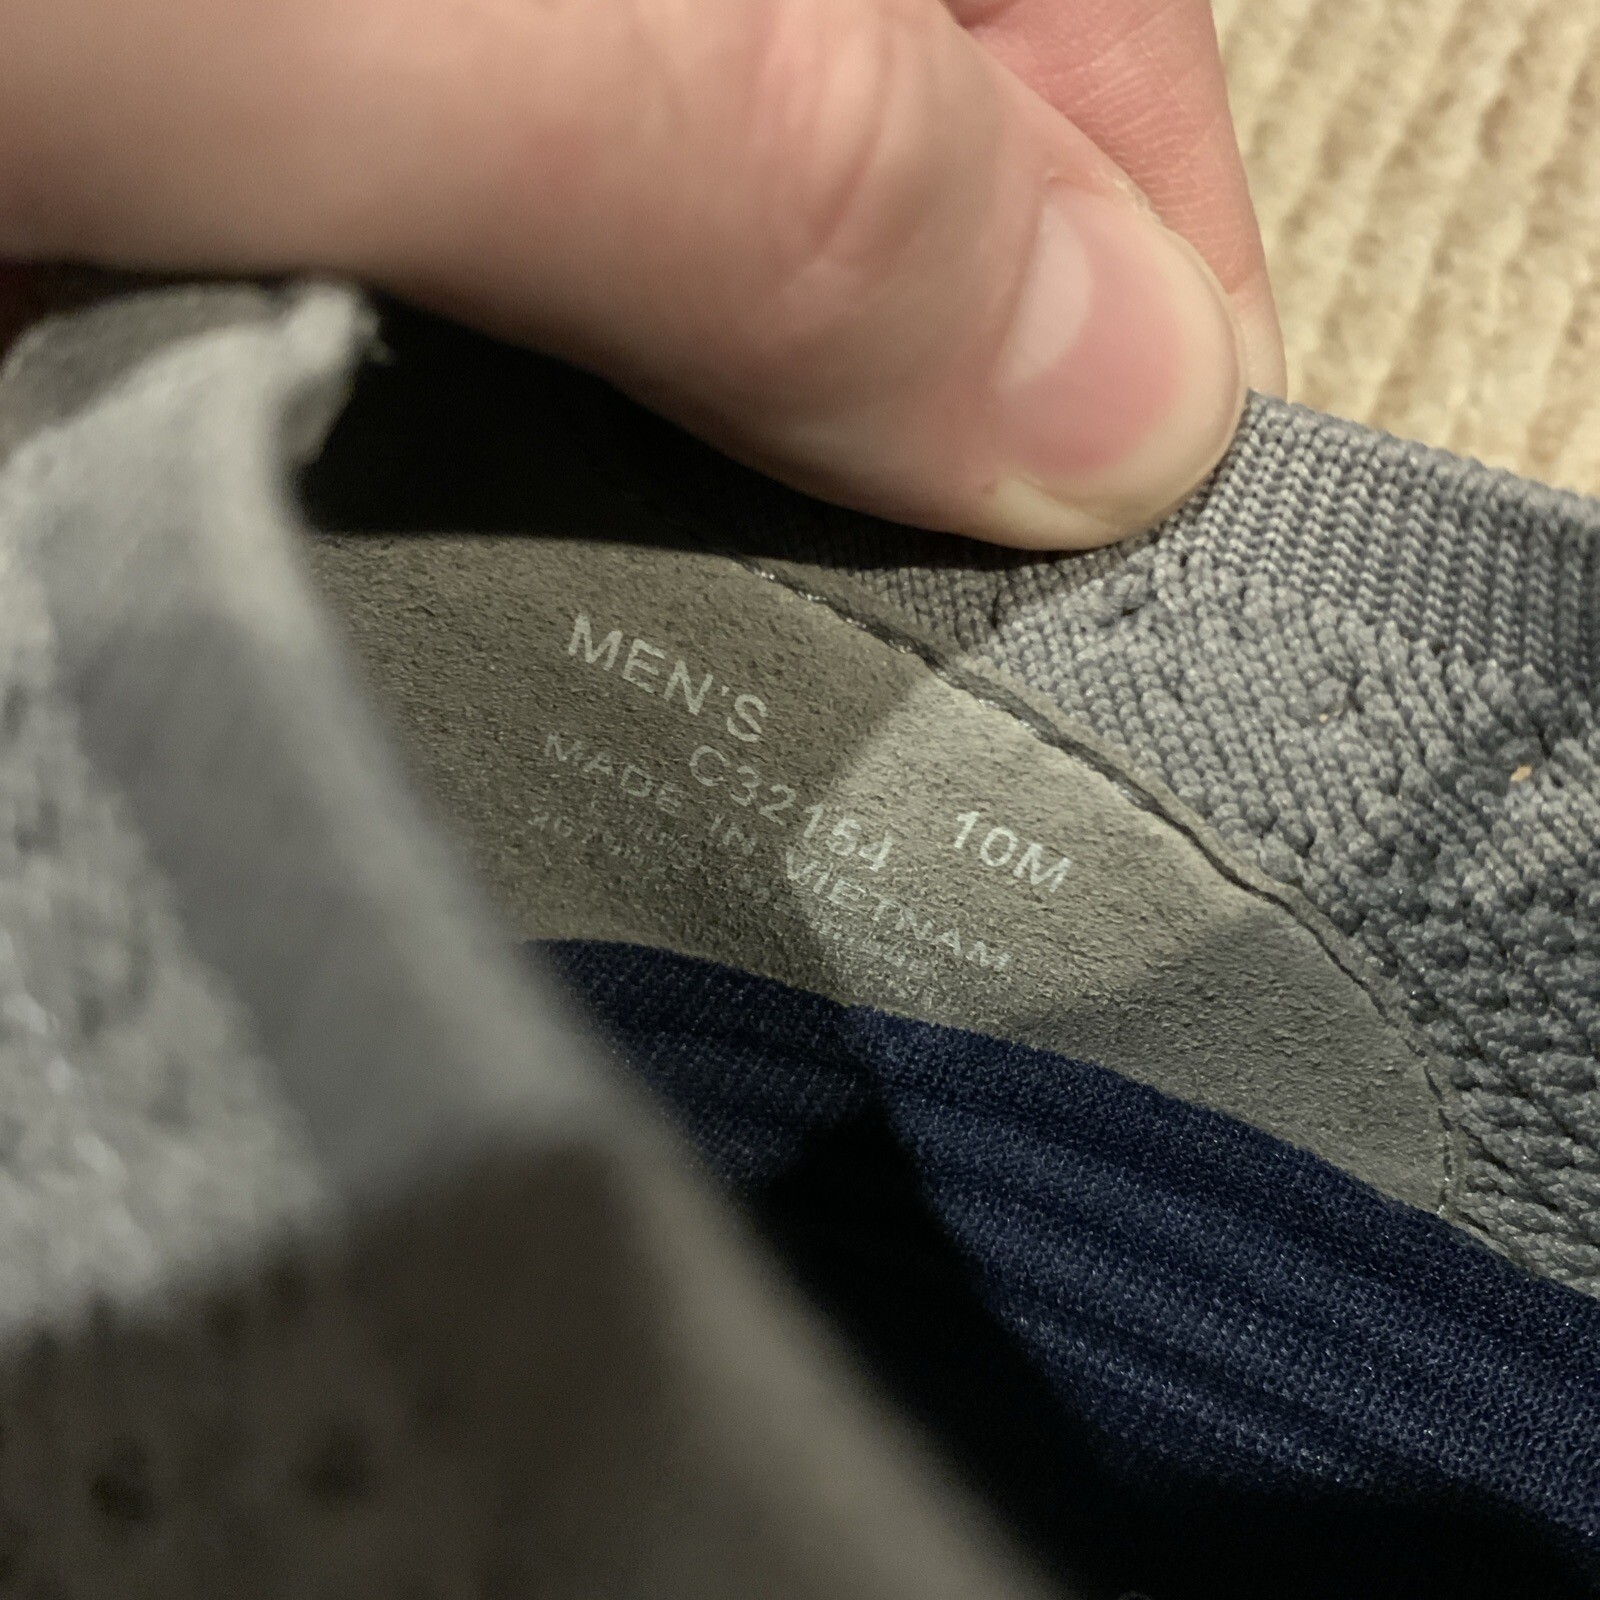 MEN'S
C32154 10M
MADE IN VIETNAM